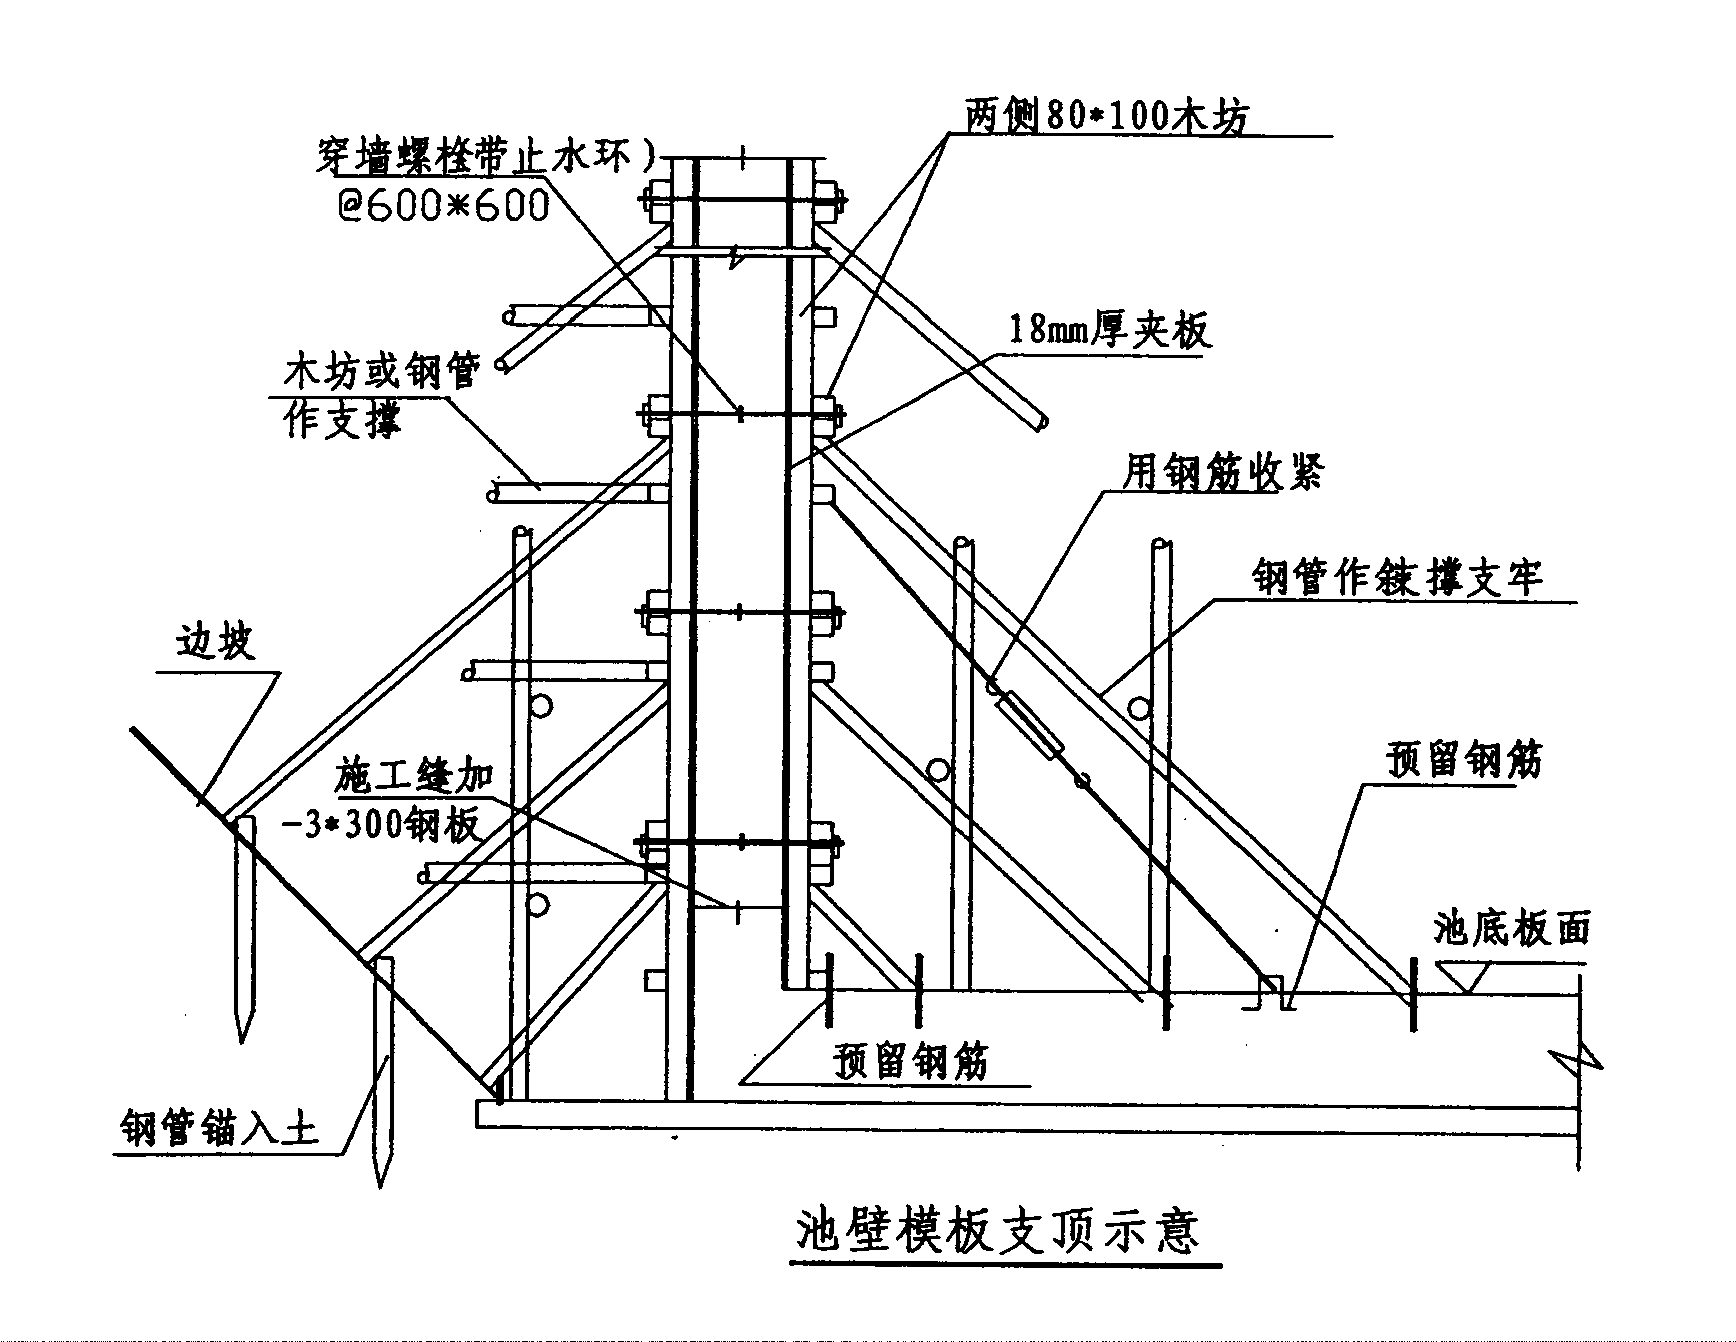 两侧80*100木坊
穿墙螺栓带止水环)
@600*600
18mm厚夹板
木坊或钢管
作支撑
用钢筋收紧
钢管作斜撑支牢
边坡
预留钢筋
施工缝加
-3*300钢板
池底板面
预留钢筋
钢管锚入土
池壁模板支顶示意